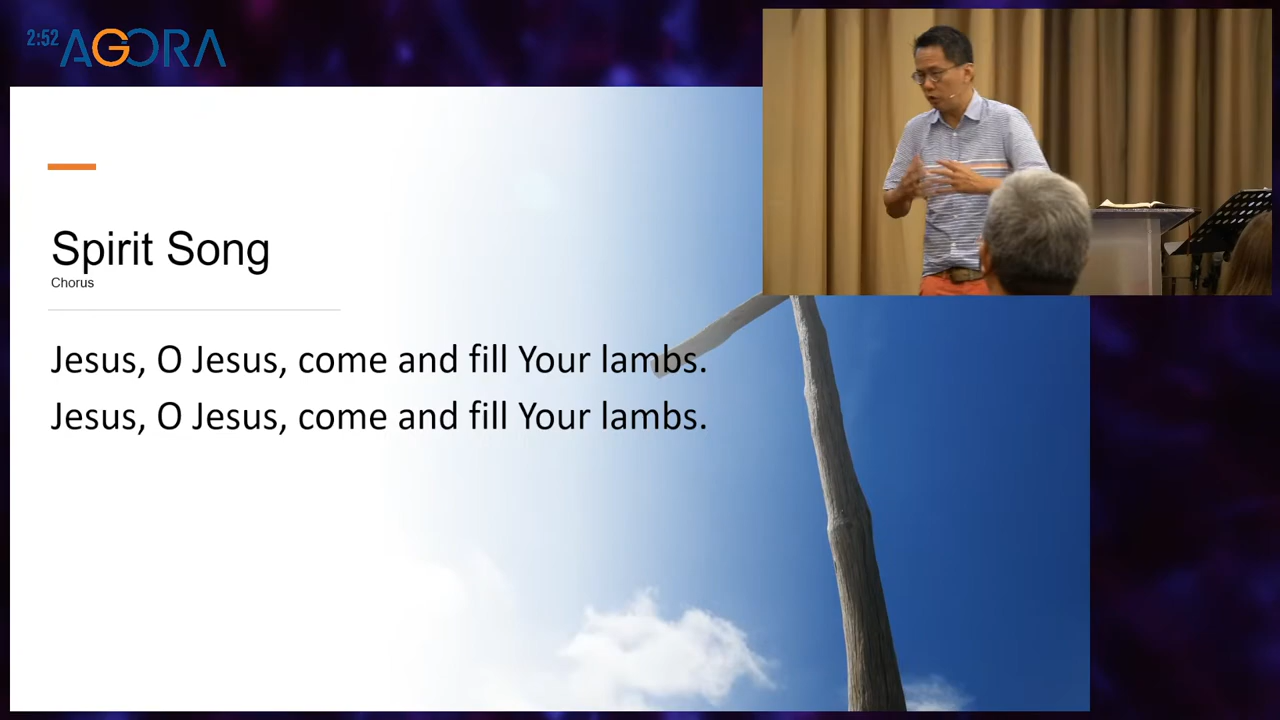 2:52 AGORA
Spirit Song
Chorus
Jesus, O Jesus, come and fill Your lambs.
Jesus, O Jesus, come and fill Your lambs.